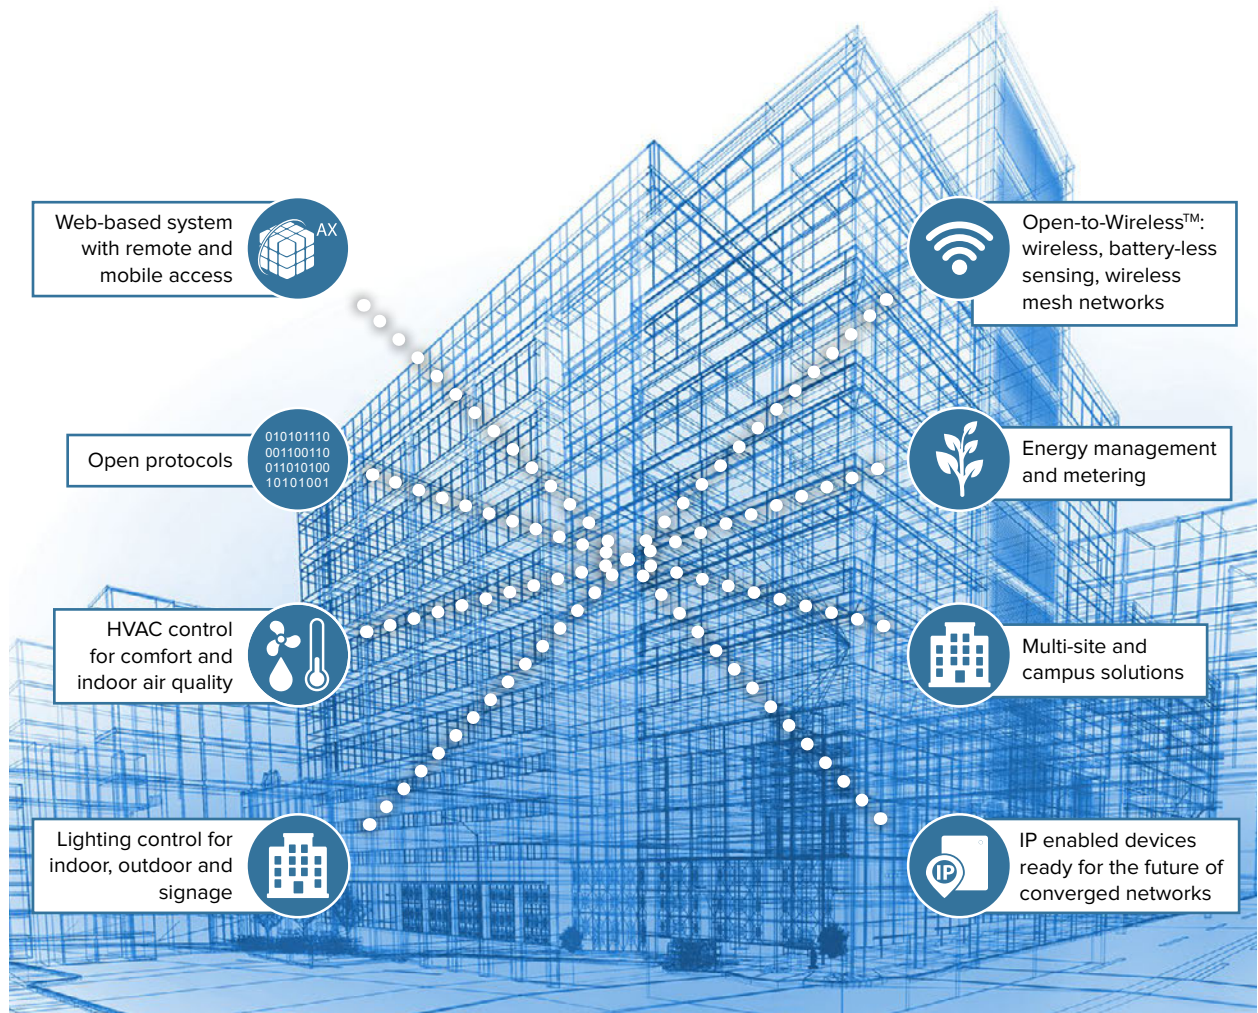 Web-based system
with remote and
mobile access
AX
Open protocols
010101110
001100110
011010100
10101001
HVAC control
for comfort and
indoor air quality
Lighting control for
indoor, outdoor and
signage
Open-to-Wireless™:
wireless, battery-less
sensing, wireless
mesh networks
Energy management
and metering
Multi-site and
campus solutions
IP
IP enabled devices
ready for the future of
converged networks